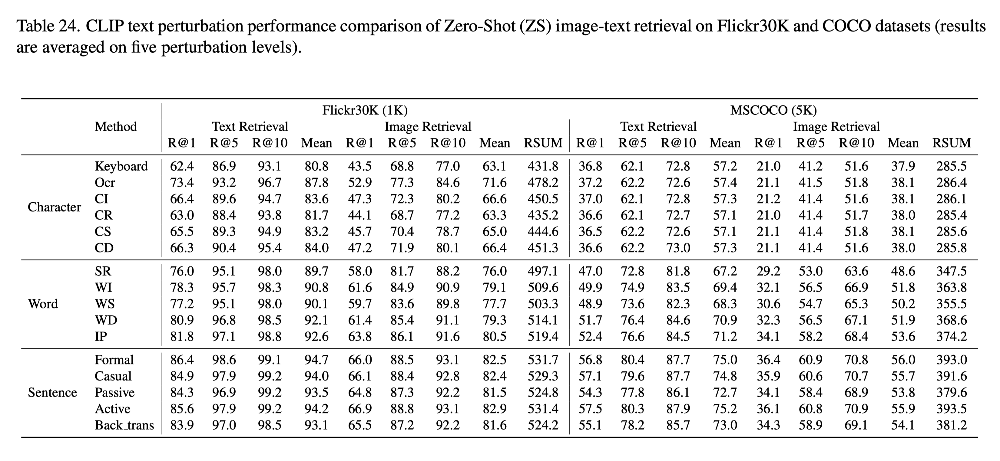 Table 24. CLIP text perturbation performance comparison of Zero-Shot (ZS) image-text retrieval on Flickr30K and COCO datasets (results
are averaged on five perturbation levels).
Flickr30K (1K) MSCOCO (5K)
Method Text Retrieval Image Retrieval Text Retrieval Image Retrieval
R@1 R@5 R@10 Mean R@1 R@5 R@10 Mean RSUM R@1 R@5 R@10 Mean R@1 R@5 R@10 Mean RSUM
Keyboard 62.4 86.9 93.1 80.8 43.5 68.8 77.0 63.1 431.8 36.8 62.1 72.8 57.2 21.0 41.2 51.6 37.9 285.5
Ocr 73.4 93.2 96.7 87.8 52.9 77.3 84.6 71.6 478.2 37.2 62.2 72.6 57.4 21.1 41.5 51.8 38.1 286.4
CI 66.4 89.6 94.7 83.6 47.3 72.3 80.2 66.6 450.5 37.0 62.1 72.8 57.3 21.2 41.4 51.6 38.1 286.1
Character
CR 63.0 88.4 93.8 81.7 44.1 68.7 77.2 63.3 435.2 36.6 62.1 72.7 57.1 21.0 41.4 51.7 38.0 285.4
CS 65.5 89.3 94.9 83.2 45.7 70.4 78.7 65.0 444.6 36.5 62.2 72.6 57.1 21.1 41.4 51.8 38.1 285.6
CD 66.3 90.4 95.4 84.0 47.2 71.9 80.1 66.4 451.3 36.6 62.2 73.0 57.3 21.1 41.4 51.6 38.0 285.8
SR 76.0 95.1 98.0 89.7 58.0 81.7 88.2 76.0 497.1 47.0 72.8 81.8 67.2 29.2 53.0 63.6 48.6 347.5
WI 78.3 95.7 98.3 90.8 61.6 84.9 90.9 79.1 509.6 49.9 74.9 83.5 69.4 32.1 56.5 66.9 51.8 363.8
Word WS 77.2 95.1 98.0 90.1 59.7 83.6 89.8 77.7 503.3 48.9 73.6 82.3 68.3 30.6 54.7 65.3 50.2 355.5
WD 80.9 96.8 98.5 92.1 61.4 85.4 91.1 79.3 514.1 51.7 76.4 84.6 70.9 32.3 56.5 67.1 51.9 368.6
IP 81.8 97.1 98.8 92.6 63.8 86.1 91.6 80.5 519.4 52.4 76.6 84.5 71.2 34.1 58.2 68.4 53.6 374.2
Formal 86.4 98.6 99.1 94.7 66.0 88.5 93.1 82.5 531.7 56.8 80.4 87.7 75.0 36.4 60.9 70.8 56.0 393.0
Casual 84.9 97.9 99.2 94.0 66.1 88.4 92.8 82.4 529.3 57.1 79.6 87.7 74.8 35.9 60.6 70.7 55.7 391.6
Sentence Passive 84.3 96.9 99.2 93.5 64.8 87.3 92.2 81.5 524.8 54.3 77.8 86.1 72.7 34.1 58.4 68.9 53.8 379.6
Active 85.6 97.9 99.2 94.2 66.9 88.8 93.1 82.9 531.4 57.5 80.3 87.9 75.2 36.1 60.8 70.9 55.9 393.5
Back_trans 83.9 97.0 98.5 93.1 65.5 87.2 92.2 81.6 524.2 55.1 78.2 85.7 73.0 34.3 58.9 69.1 54.1 381.2